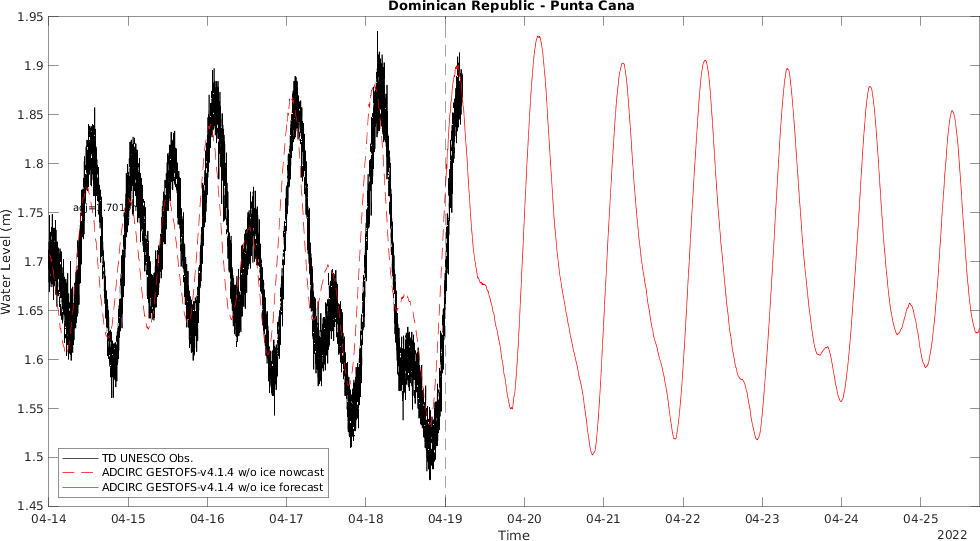 Dominican Republic - Punta Cana
1.95
1.9
1.85
1.8
1.75
1.7
1.65
1.6
1.55
1.5
1.45
Water Level (m)
TD UNESCO Obs.
ADCIRC GESTOFS-v4.1.4 w/o ice nowcast
ADCIRC GESTOFS-v4.1.4 w/o ice forecast
04-14 04-15 04-16 04-17 04-18 04-19 04-20 04-21 04-22 04-23 04-24 04-25
Time
2022